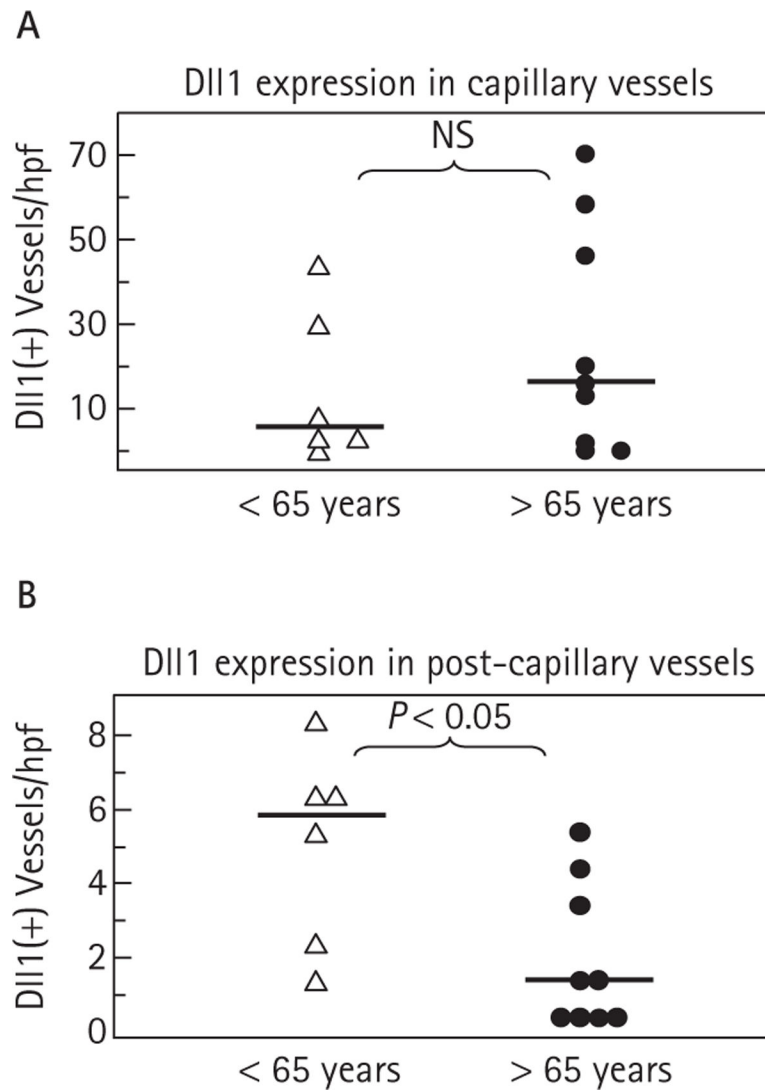 A
Dll1 expression in capillary vessels
NS
Dll1(+) Vessels/hpf
70
50
30
10
< 65 years
> 65 years
B
Dll1 expression in post-capillary vessels
P < 0.05
Dll1(+) Vessels/hpf
8
6
4
2
0
< 65 years
> 65 years